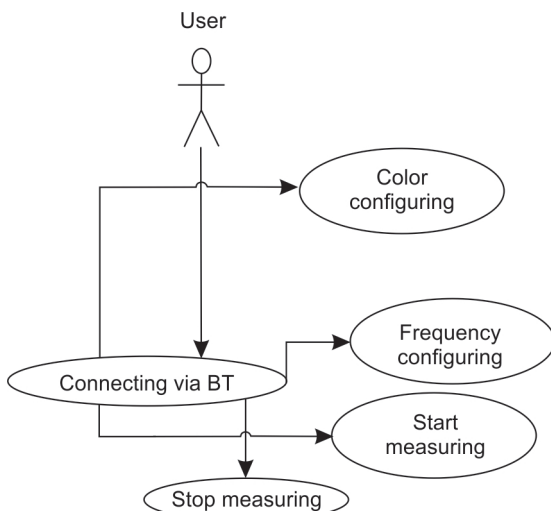 User
Color
configuring
Frequency
configuring
Connecting via BT
Start
measuring
Stop measuring